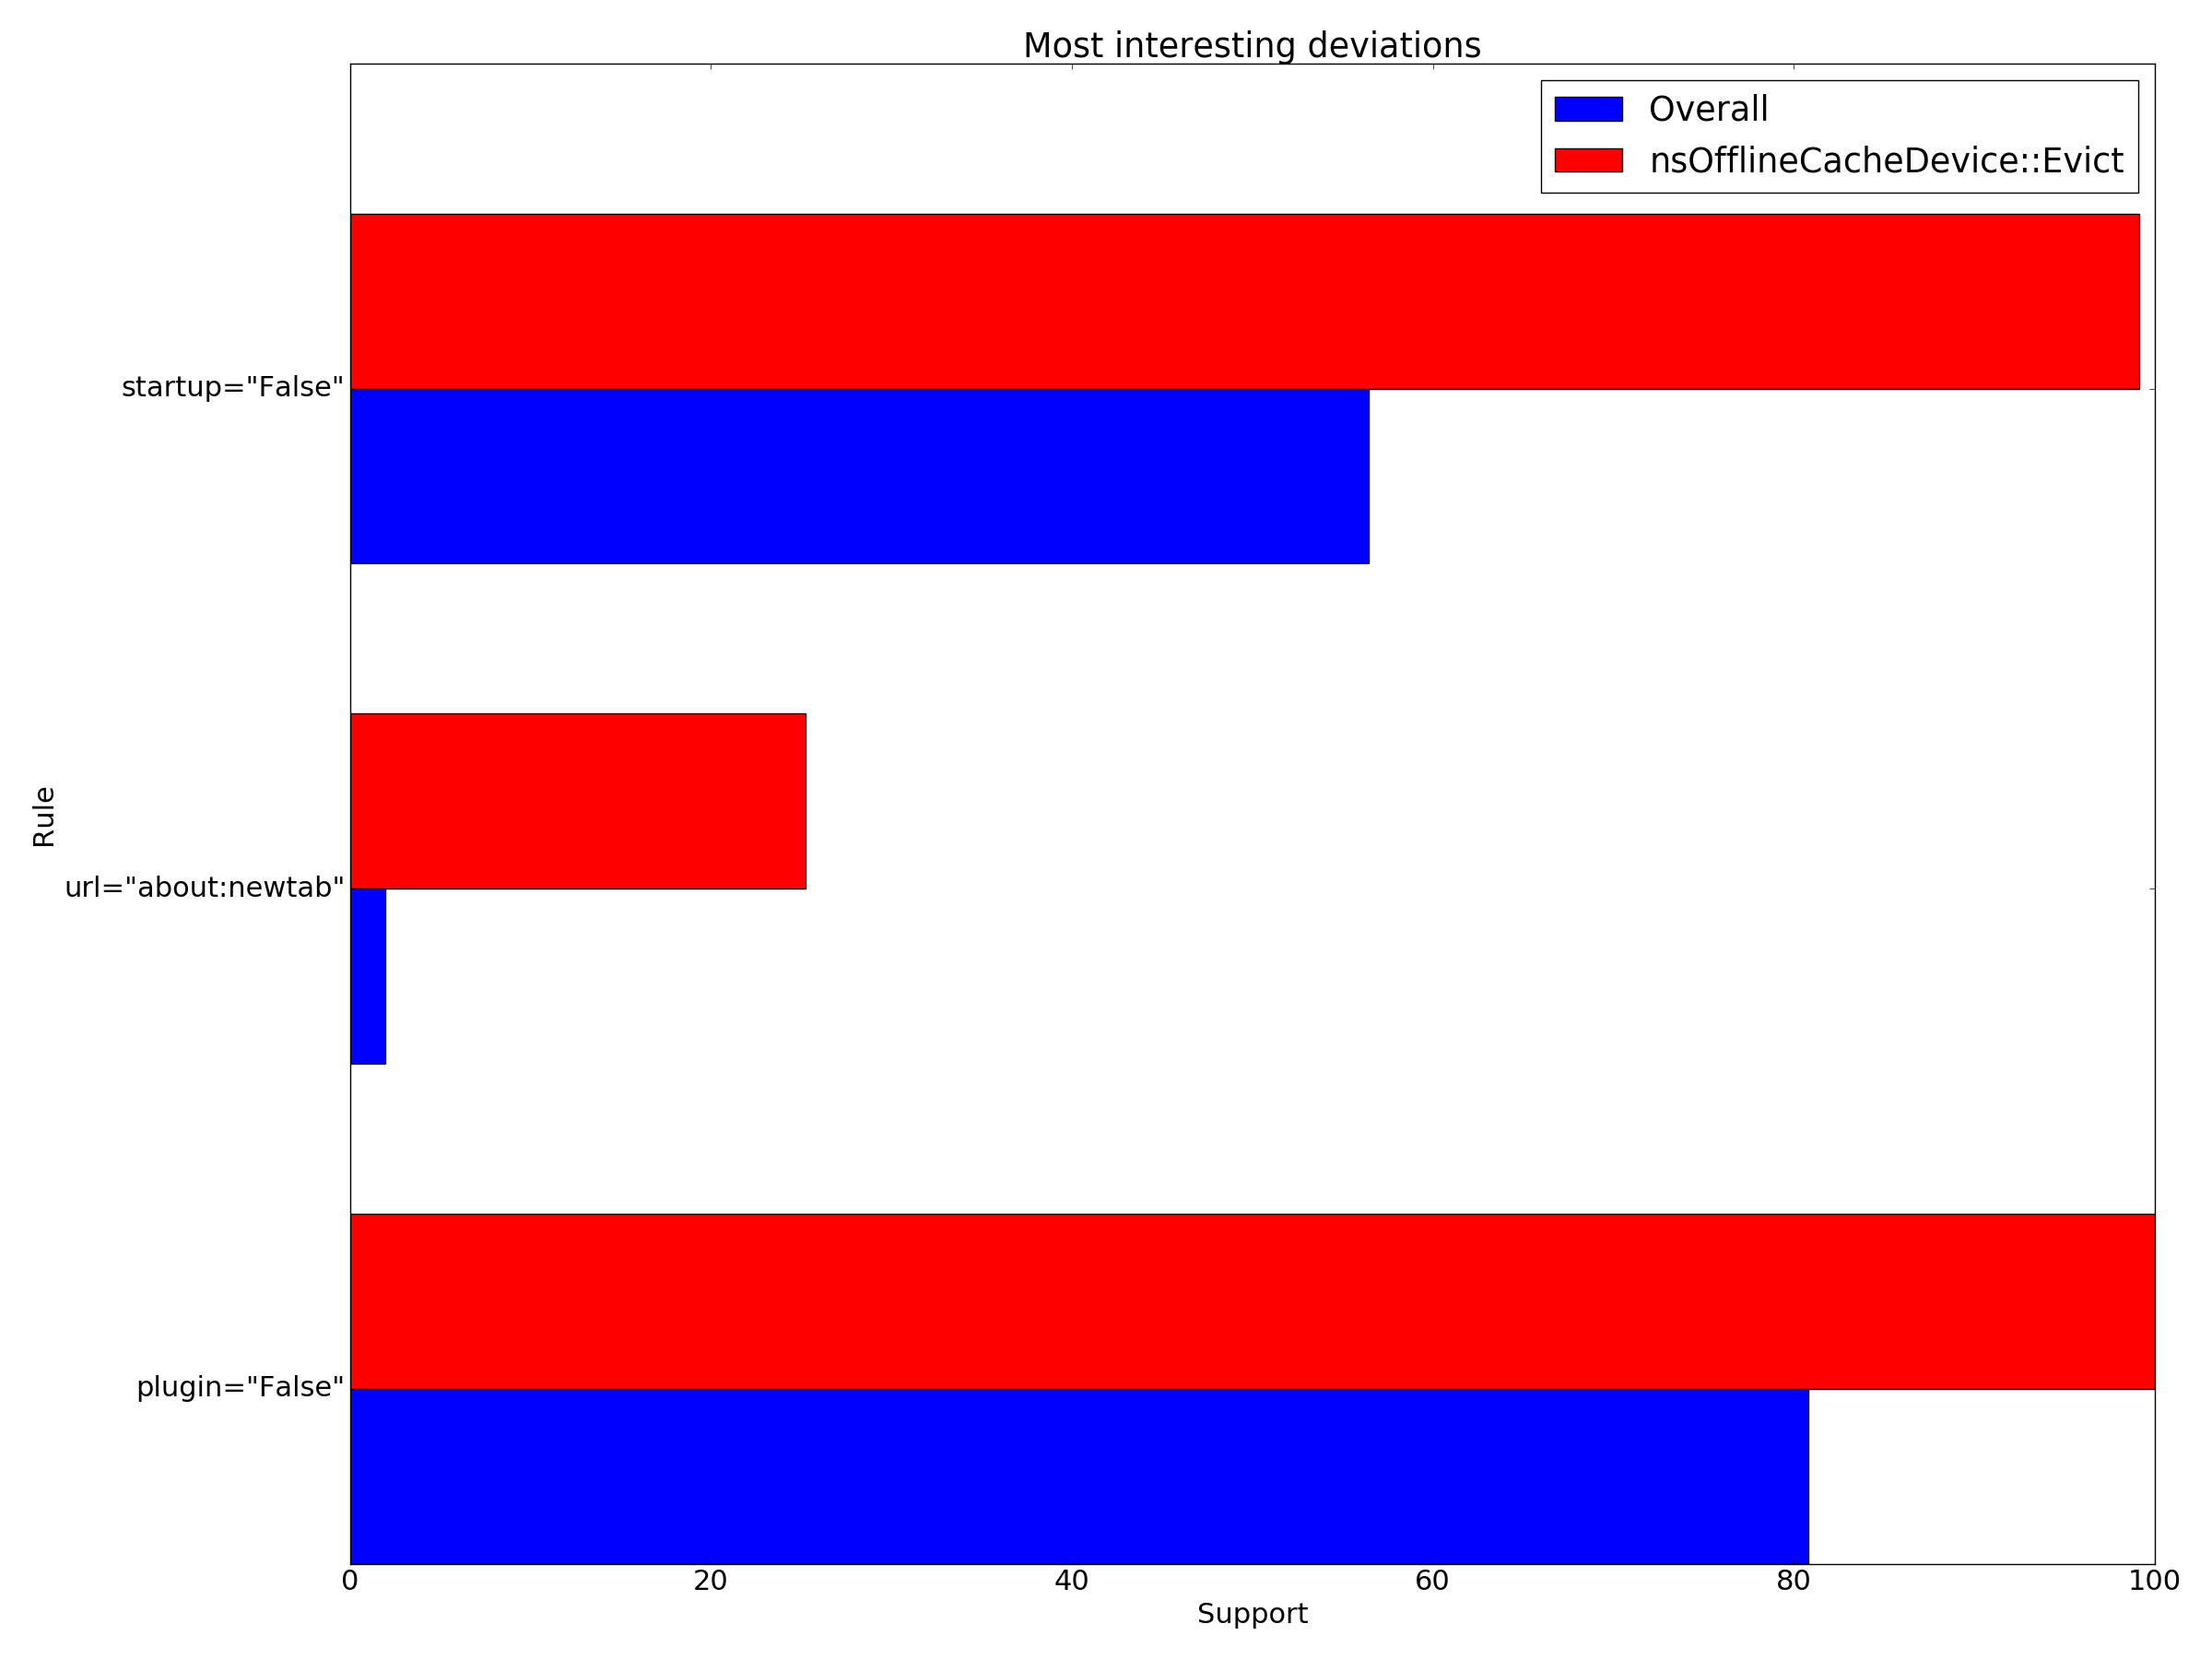 Most interesting deviations
Overall
nsOfflineCacheDevice::Evict
startup="False"
url="about:newtab"
plugin="False"
Rule
0 20 40 60 80 100
Support